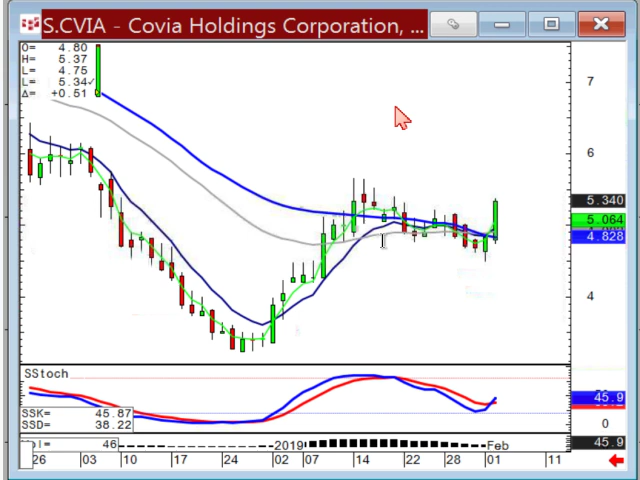 S.CVIA - Covia Holdings Corporation, ...
O= 4.80
H= 5.37
L= 4.75
L= 5.34✓
Δ= +0.51
7
6
5.340
5.064
4.828
4
SStoch
SSK= 45.87
SSD= 38.22
45.9
0
46
2019
Feb
45.9
26 03 10 17 24 02 07 14 22 28 01 11